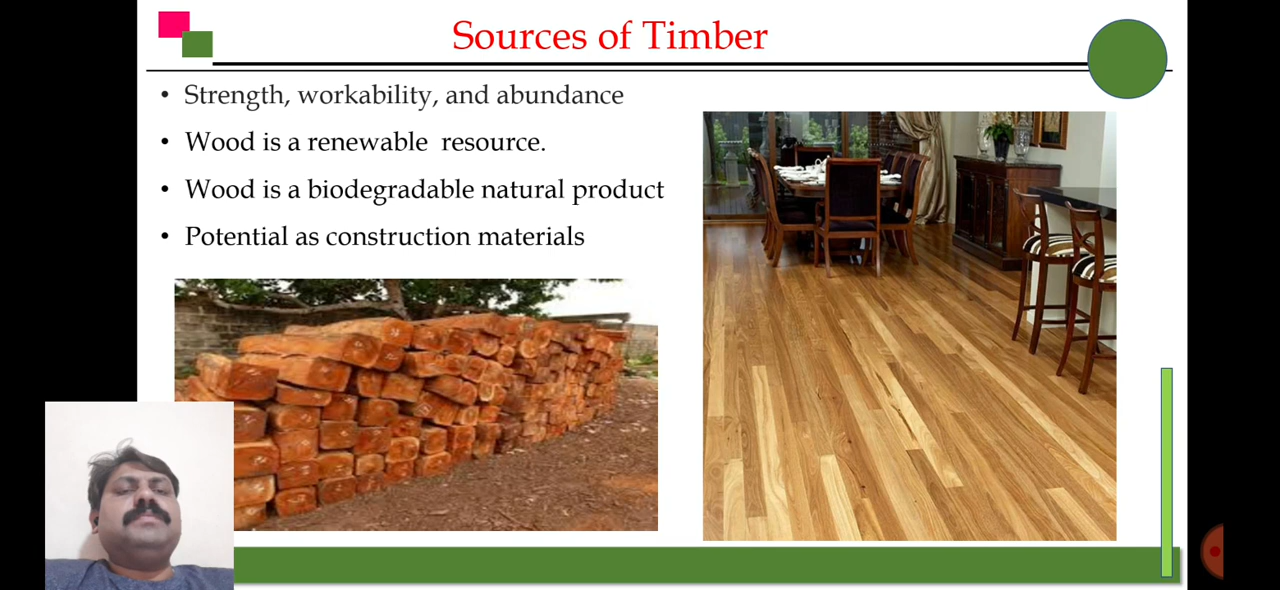 Sources of Timber
• Strength, workability, and abundance
• Wood is a renewable  resource.
• Wood is a biodegradable natural product
• Potential as construction materials